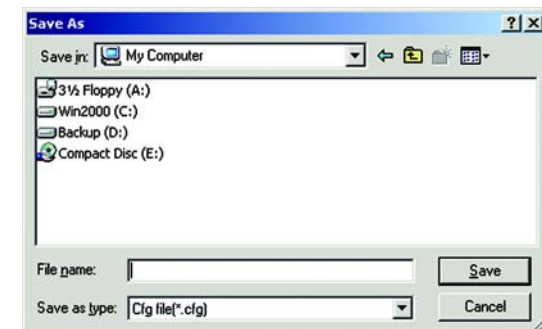 Save As
Save in: My Computer
3½ Floppy (A:)
Win2000 (C:)
Backup (D:)
Compact Disc (E:)
File name: Save
Save as type: Cfg file(*.cfg) Cancel